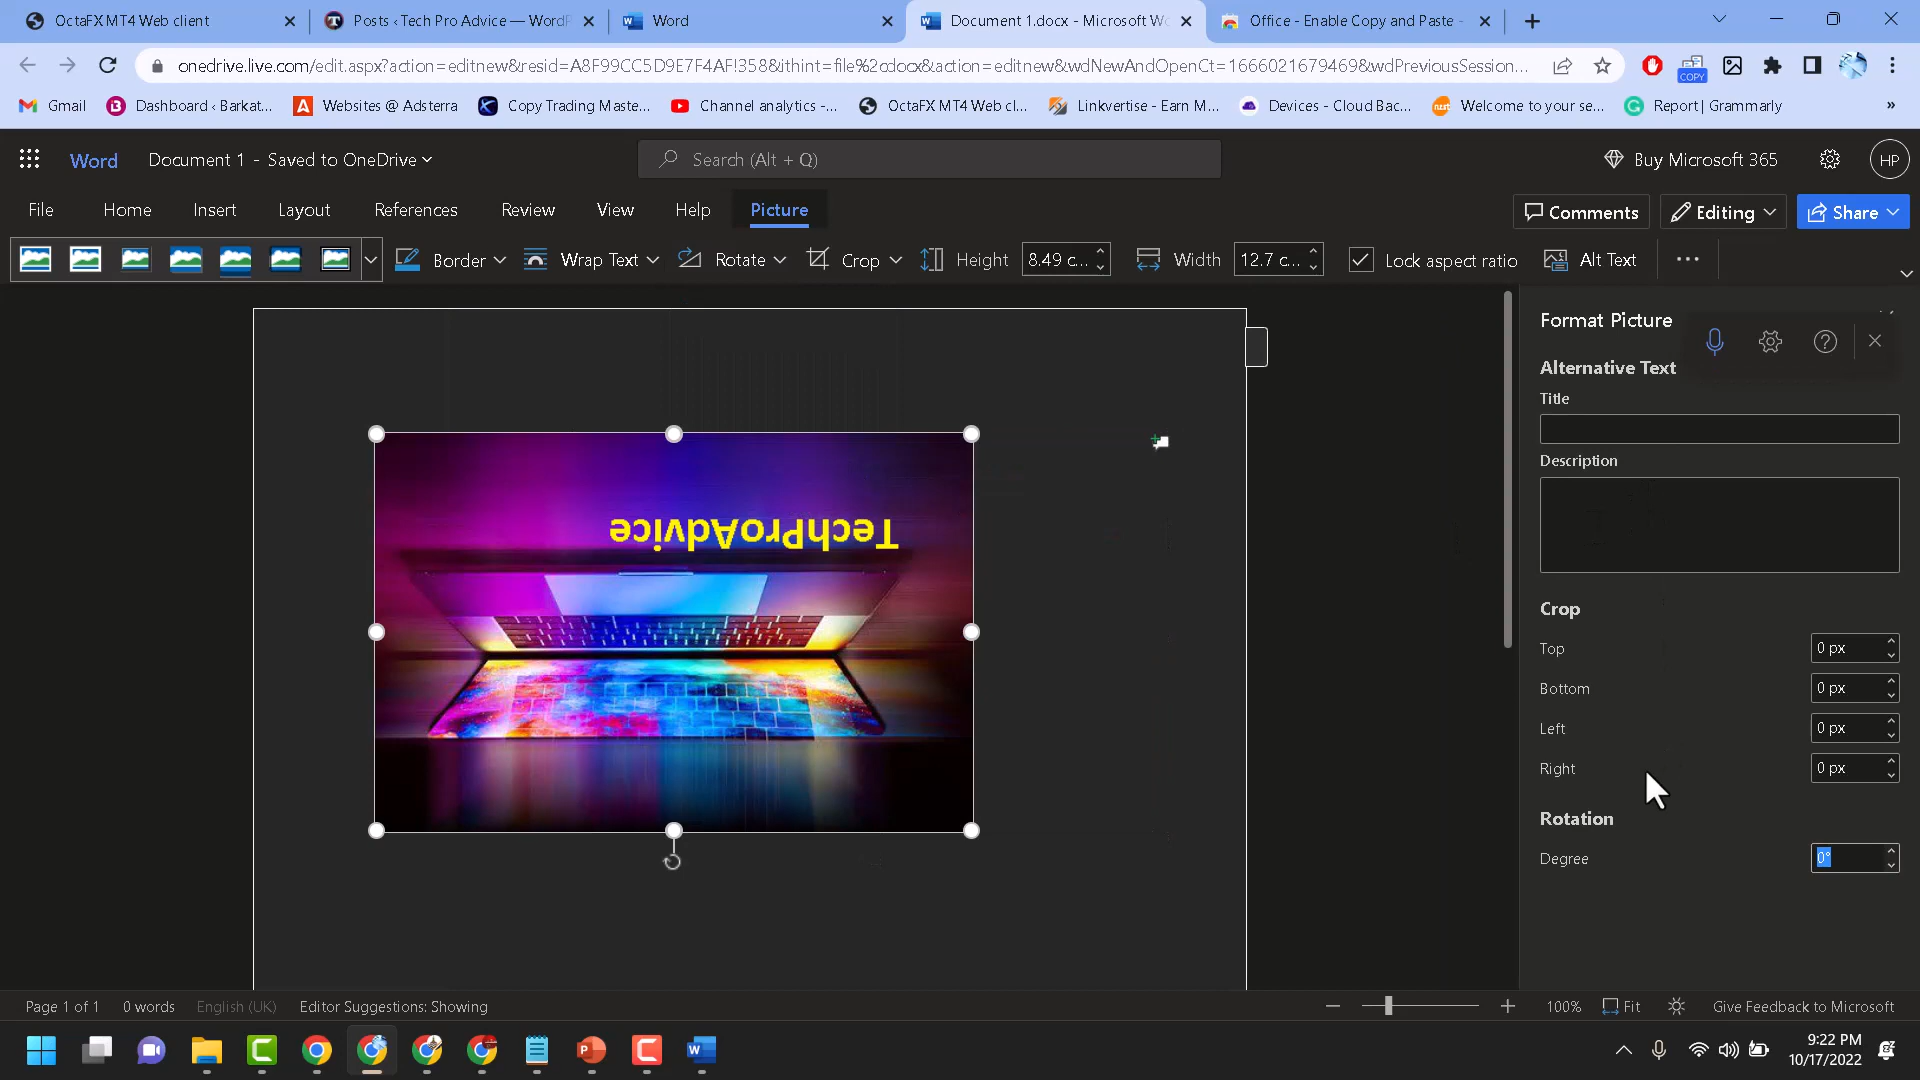 OctaFX MT4 Web client
Posts ‹ Tech Pro Advice — WordP
Word
Document 1.docx - Microsoft Wo
Office - Enable Copy and Paste -
onedrive.live.com/edit.aspx?action=editnew&resid=A8F99CC5D9E7F4AF!358&ithint=file%2cdocx&action=editnew&wdNewAndOpenCt=1666021679469&wdPreviousSession...
COPY
Gmail
Dashboard ‹ Barkat...
Websites @ Adsterra
Copy Trading Maste...
Channel analytics -...
OctaFX MT4 Web cl...
Linkvertise - Earn M...
Devices - Cloud Bac...
Welcome to your se...
Report | Grammarly
»
Word
Document 1 - Saved to OneDrive
Search (Alt + Q)
Buy Microsoft 365
HP
File
Home
Insert
Layout
References
Review
View
Help
Picture
Comments
Editing
Share
Border
Wrap Text
Rotate
Crop
Height
8.49 c...
Width
12.7 c...
Lock aspect ratio
Alt Text
...
TechProAdvice
Format Picture
Alternative Text
Title
Description
Crop
Top
0 px
Bottom
0 px
Left
0 px
Right
0 px
Rotation
Degree
0°
Page 1 of 1
0 words
English (UK)
Editor Suggestions: Showing
100%
Fit
Give Feedback to Microsoft
9:22 PM
10/17/2022